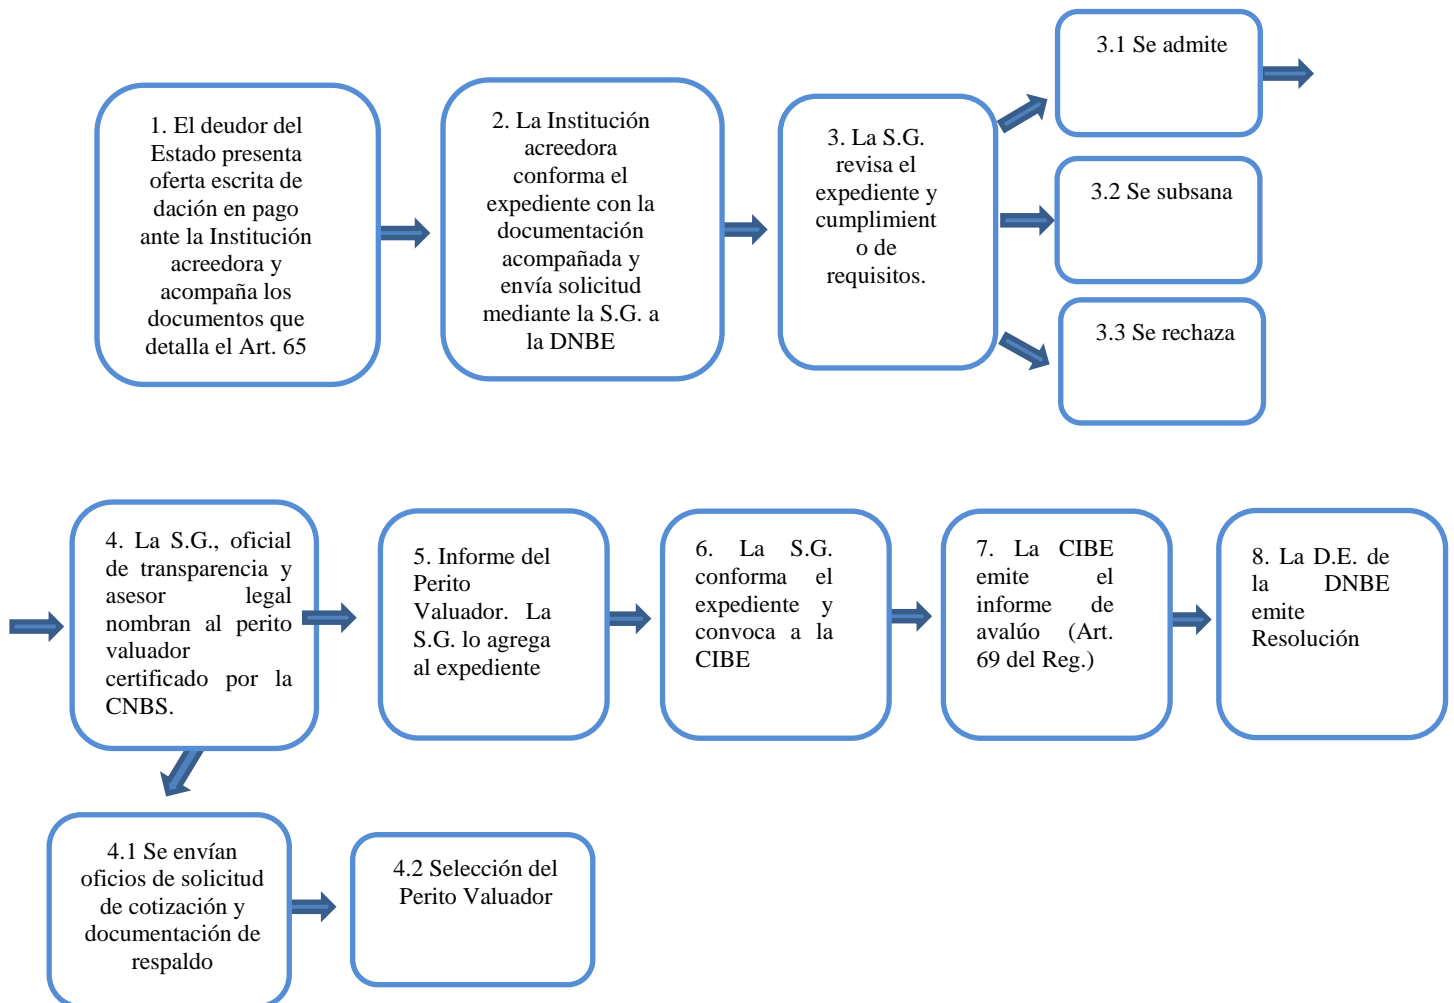 1. El deudor del
Estado presenta
oferta escrita de
dación en pago
ante la Institución
acreedora y
acompaña los
documentos que
detalla el Art. 65
2. La Institución
acreedora
conforma el
expediente con la
documentación
acompañada y
envía solicitud
mediante la S.G. a
la DNBE
3. La S.G.
revisa el
expediente y
cumplimient
o de
requisitos.
3.1 Se admite
3.2 Se subsana
3.3 Se rechaza
4. La S.G., oficial
de transparencia y
asesor legal
nombran al perito
valuador
certificado por la
CNBS.
5. Informe del
Perito
Valuador. La
S.G. lo agrega
al expediente
6. La S.G.
conforma el
expediente y
convoca a la
CIBE
7. La CIBE
emite el
informe de
avalúo (Art.
69 del Reg.)
8. La D.E. de
la DNBE
emite
Resolución
4.1 Se envían
oficios de solicitud
de cotización y
documentación de
respaldo
4.2 Selección del
Perito Valuador